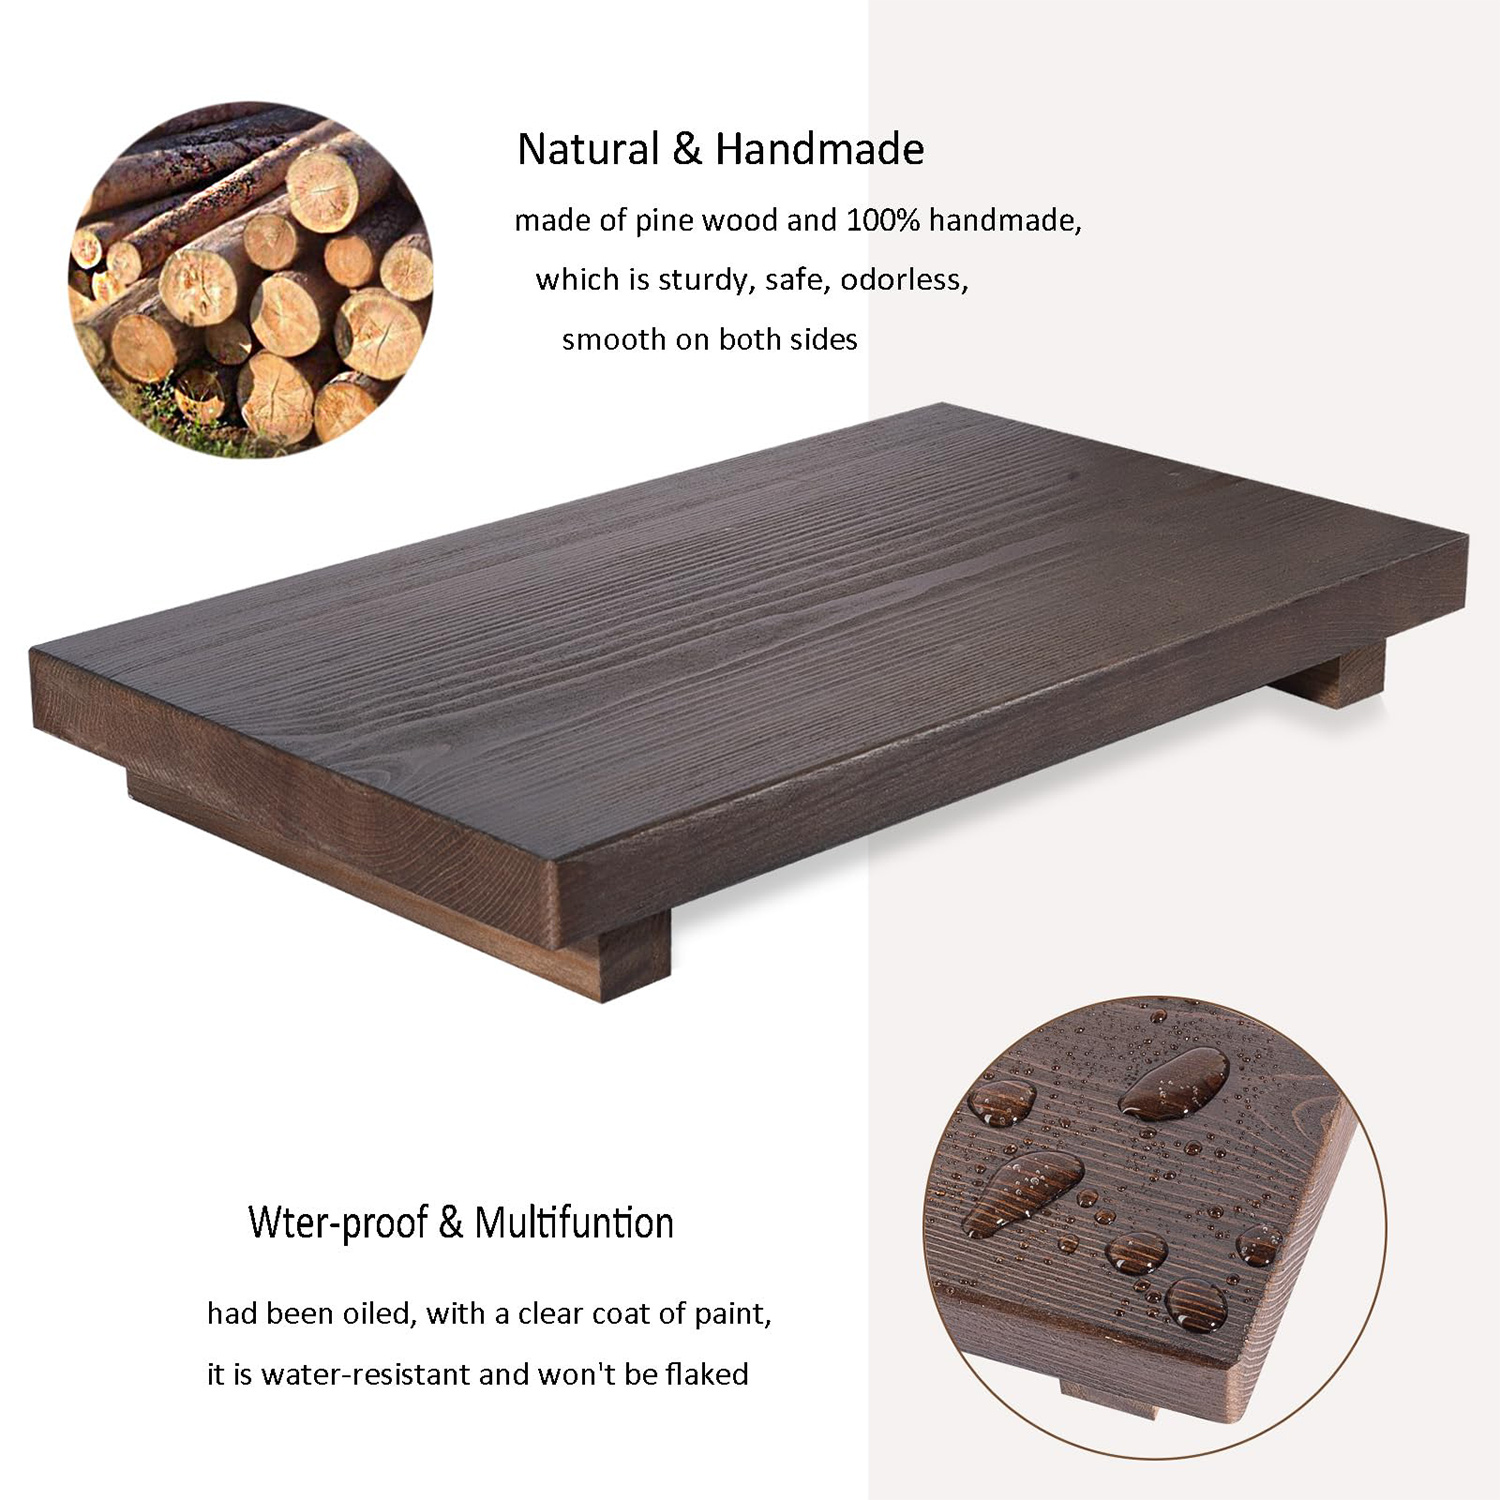 Natural & Handmade
made of pine wood and 100% handmade,
which is sturdy, safe, odorless,
smooth on both sides
Wter-proof & Multifuntion
had been oiled, with a clear coat of paint,
it is water-resistant and won't be flaked